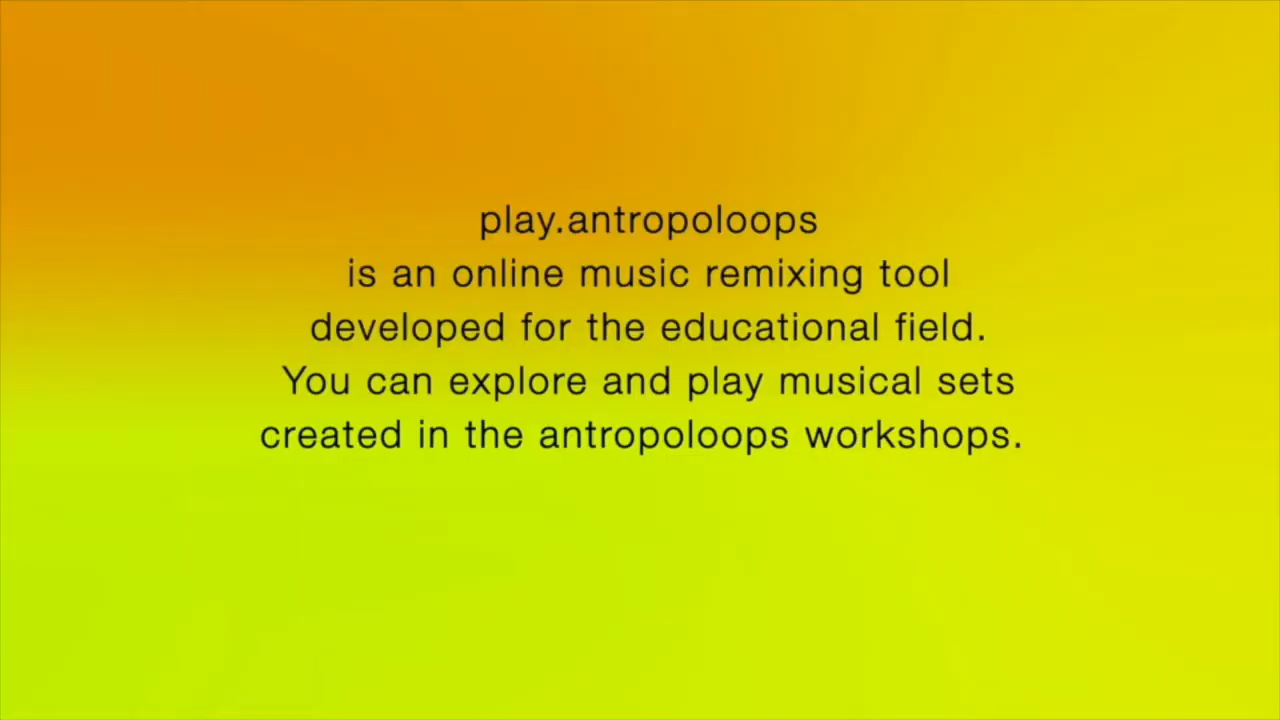 play.antropoloops
is an online music remixing tool
developed for the educational field.
You can explore and play musical sets
created in the antropoloops workshops.